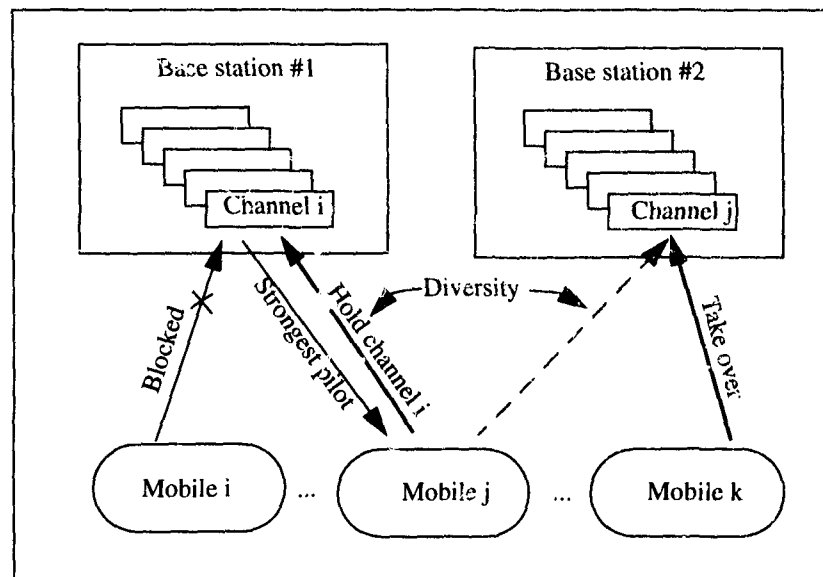 Base station #1
Base station #2
Channel i
Channel j
Diversity
Blocked
Strongest pilot
Hold channel i
Take over
Mobile i
...
Mobile j
...
Mobile k